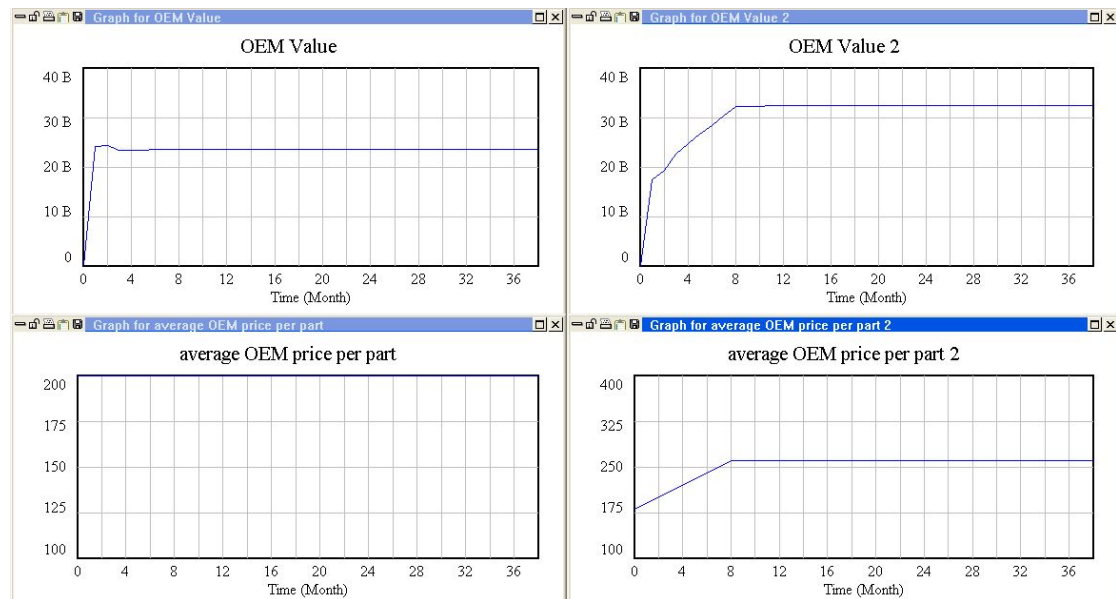 Graph for OEM Value
OEM Value
40 B
30 B
20 B
10 B
0
0 4 8 12 16 20 24 28 32 36
Time (Month)
Graph for OEM Value 2
OEM Value 2
40 B
30 B
20 B
10 B
0
0 4 8 12 16 20 24 28 32 36
Time (Month)
Graph for average OEM price per part
average OEM price per part
200
175
150
125
100
0 4 8 12 16 20 24 28 32 36
Time (Month)
Graph for average OEM price per part 2
average OEM price per part 2
400
325
250
175
100
0 4 8 12 16 20 24 28 32 36
Time (Month)